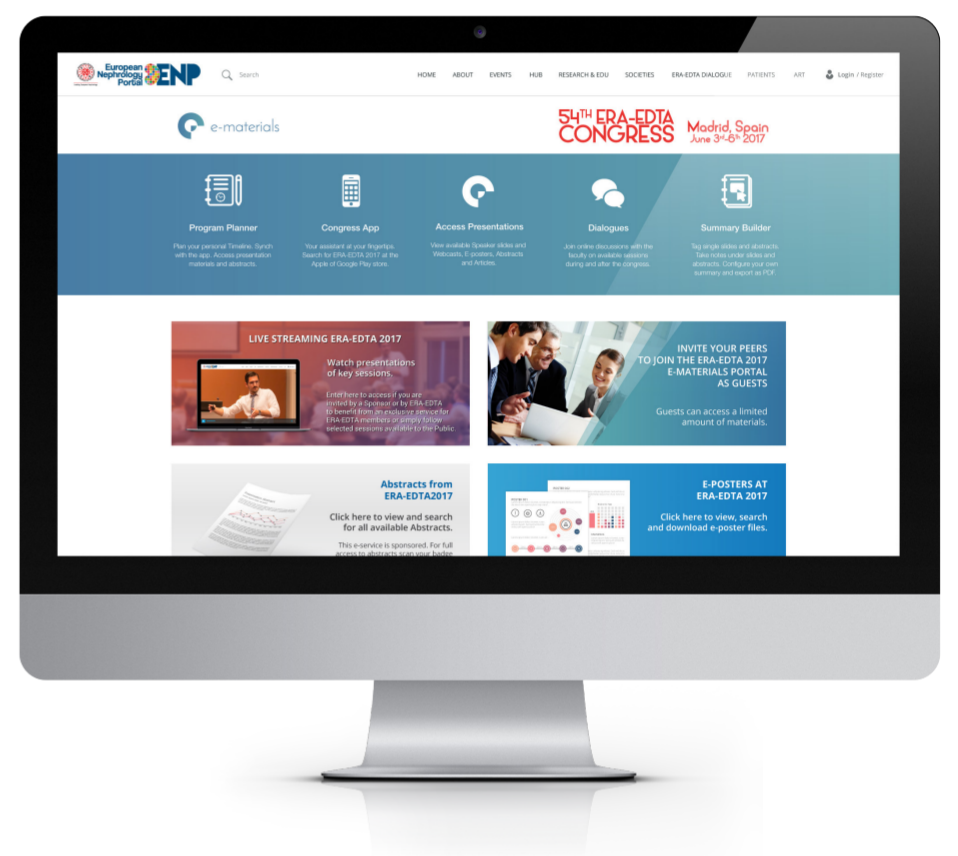 European
Nephrology
Portal
ENP
Search
HOME
ABOUT
EVENTS
HUB
RESEARCH & EDU
SOCIETIES
ERA-EDTA DIALOGUE
PATIENTS
ART
Login / Register
e-materials
54TH ERA-EDTA
CONGRESS
Madrid, Spain
June 3rd-6th 2017
Program Planner
Plan your personal Timeline. Synch
with the app. Access presentation
materials and abstracts.
Congress App
Your assistant at your fingertips.
Search for ERA-EDTA 2017 at the
Apple of Google Play store.
Access Presentations
View available Speaker slides and
Webcasts, E-posters, Abstracts
and Articles.
Dialogues
Join online discussions with the
faculty on available sessions
during and after the congress.
Summary Builder
Tag single slides and abstracts.
Take notes under slides and
abstracts. Configure your own
summary and export as PDF.
LIVE STREAMING ERA-EDTA 2017
Watch presentations
of key sessions.
Enter here to access if you are
invited by a Sponsor or by ERA-EDTA
to benefit from an exclusive service for
ERA-EDTA members or simply follow
selected sessions available to the Public.
INVITE YOUR PEERS
TO JOIN THE ERA-EDTA 2017
E-MATERIALS PORTAL
AS GUESTS
Guests can access a limited
amount of materials.
Abstracts from
ERA-EDTA2017
Click here to view and search
for all available Abstracts.
This e-service is sponsored. For full
access to abstracts scan your badge
E-POSTERS AT
ERA-EDTA 2017
Click here to view, search
and download e-poster files.